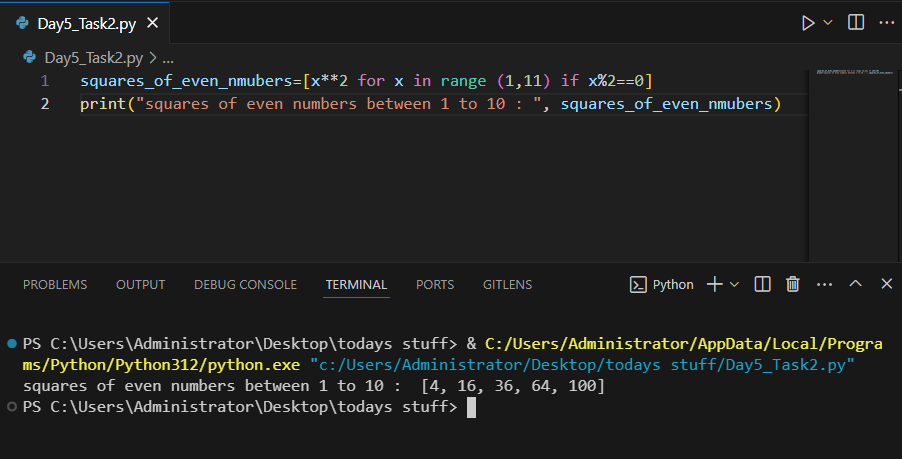 Day5_Task2.py
Day5_Task2.py > ...
1 squares_of_even_nmubers=[x**2 for x in range (1,11) if x%2==0]
2 print("squares of even numbers between 1 to 10 : ", squares_of_even_nmubers)
PROBLEMS OUTPUT DEBUG CONSOLE TERMINAL PORTS GITLENS Python
PS C:\Users\Administrator\Desktop\todays stuff> & C:/Users/Administrator/AppData/Local/Progra
ms/Python/Python312/python.exe "c:/Users/Administrator/Desktop/todays stuff/Day5_Task2.py"
squares of even numbers between 1 to 10 :  [4, 16, 36, 64, 100]
PS C:\Users\Administrator\Desktop\todays stuff>